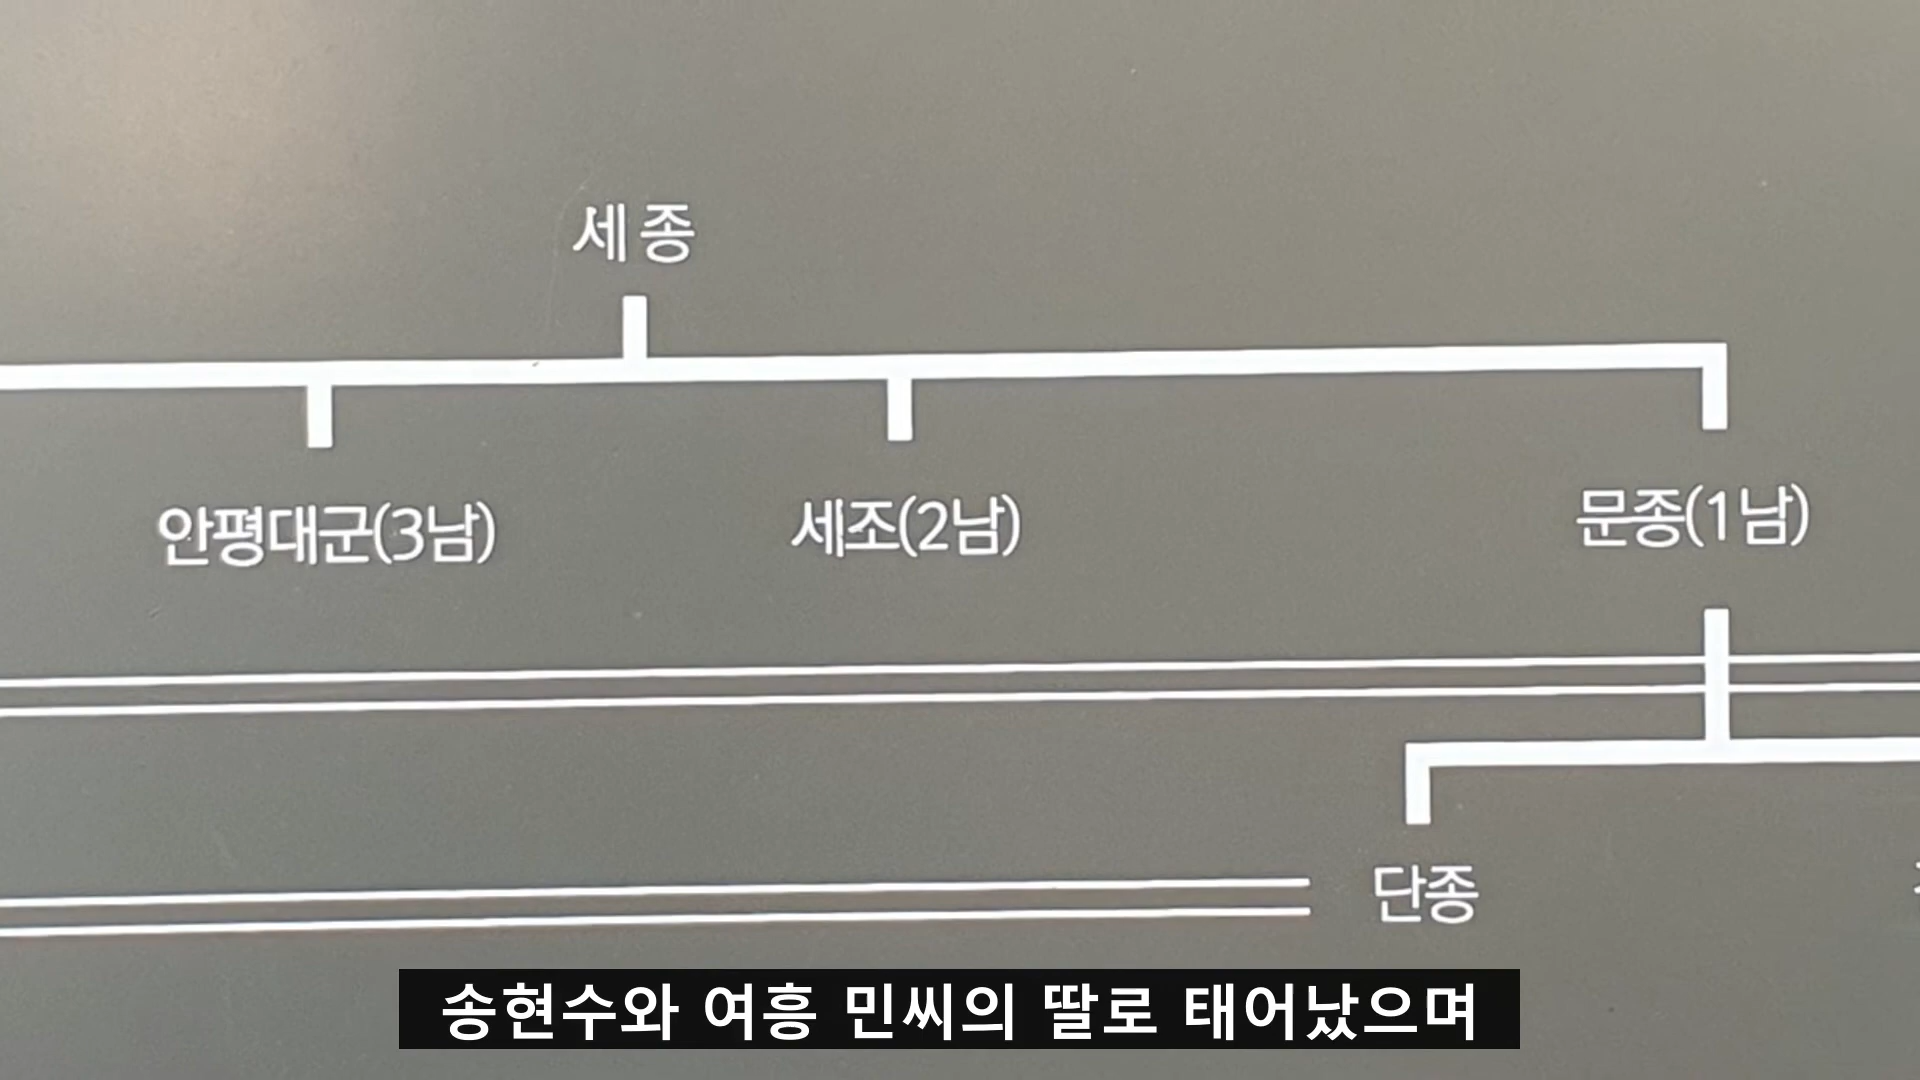 세종
안평대군(3남) 세조(2남) 문종(1남)
단종
송현수와 여흥 민씨의 딸로 태어났으며